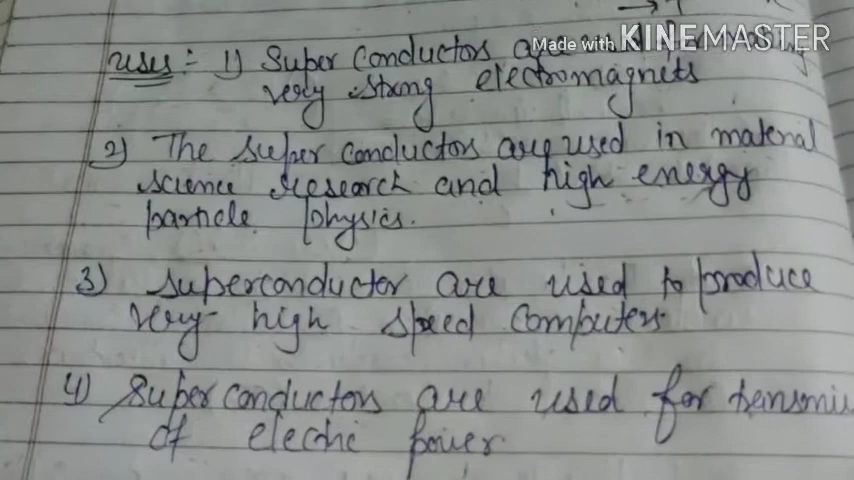 Made with KINEMASTER
uses:- 1) Super conductors are
very strong electromagnets
2) The super conductors are used in material
science research and high energy
particle physics.
3) Superconductor are used to produce
very high speed computers.
4) Super conductors are used for
of electric power.